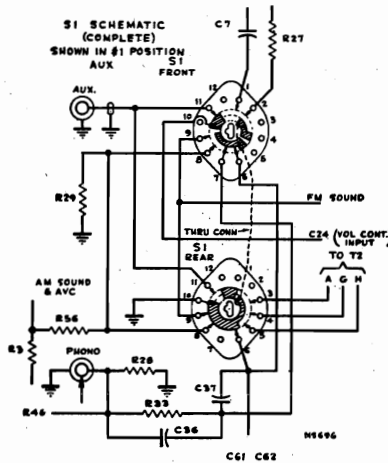 S1 SCHEMATIC
(COMPLETE)
SHOWN IN #1 POSITION
AUX
S1
FRONT
C7
R27
AUX.
12
1
11
2
10
3
9
4
8
5
7
6
R29
FM SOUND
THRU CONN
C24 (VOL CONT. INPUT)
S1
REAR
TO T2
A G H
12
1
11
2
10
3
9
4
8
5
7
6
AM SOUND
& AVC
R56
R3
PHONO
R28
C37
R33
R46
C36
N5696
C61 C62